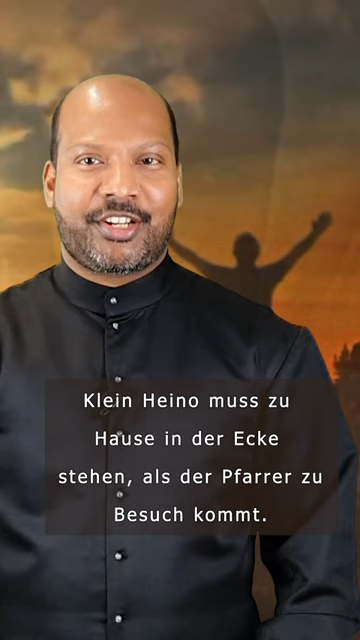 Klein Heino muss zu
Hause in der Ecke
stehen, als der Pfarrer zu
Besuch kommt.